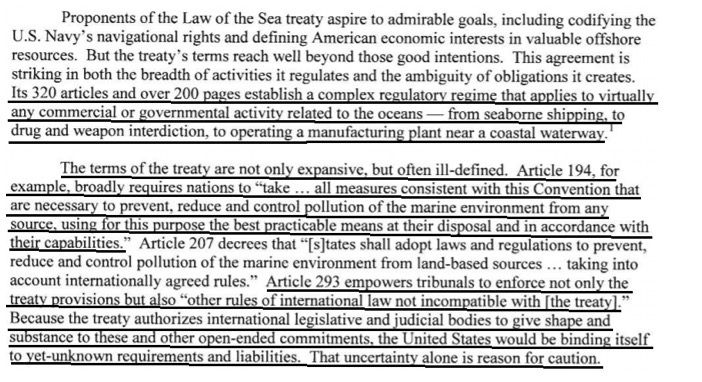 Proponents of the Law of the Sea treaty aspire to admirable goals, including codifying the
U.S. Navy's navigational rights and defining American economic interests in valuable offshore
resources. But the treaty's terms reach well beyond those good intentions. This agreement is
striking in both the breadth of activities it regulates and the ambiguity of obligations it creates.
Its 320 articles and over 200 pages establish a complex regulatory regime that applies to virtually
any commercial or governmental activity related to the oceans — from seaborne shipping, to
drug and weapon interdiction, to operating a manufacturing plant near a coastal waterway.¹
The terms of the treaty are not only expansive, but often ill-defined. Article 194, for
example, broadly requires nations to “take … all measures consistent with this Convention that
are necessary to prevent, reduce and control pollution of the marine environment from any
source, using for this purpose the best practicable means at their disposal and in accordance with
their capabilities.” Article 207 decrees that “[s]tates shall adopt laws and regulations to prevent,
reduce and control pollution of the marine environment from land-based sources … taking into
account internationally agreed rules.” Article 293 empowers tribunals to enforce not only the
treaty provisions but also “other rules of international law not incompatible with [the treaty].”
Because the treaty authorizes international legislative and judicial bodies to give shape and
substance to these and other open-ended commitments, the United States would be binding itself
to yet-unknown requirements and liabilities. That uncertainty alone is reason for caution.